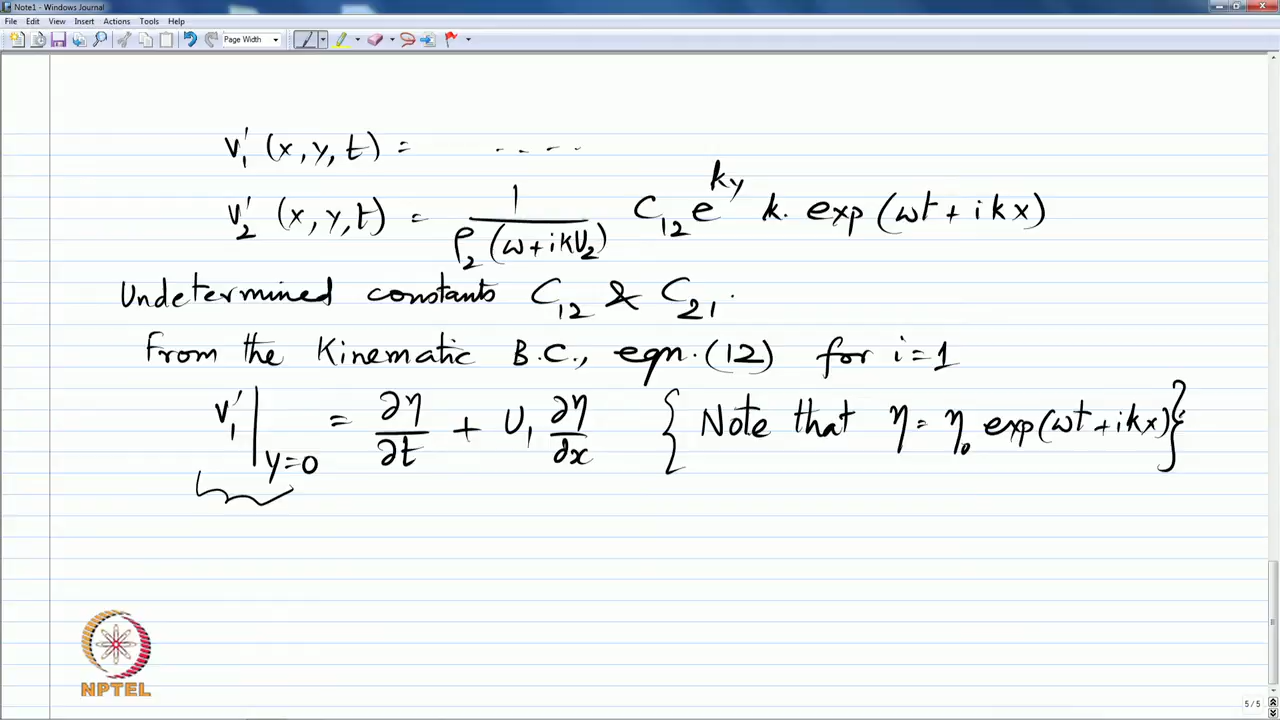 Note1 - Windows Journal
File Edit View Insert Actions Tools Help
Page Width
v₁′ (x, y, t) = ....
v₂′ (x, y, t) = 1 / ρ₂ (ω + ikU₂) C₁₂ e^{ky} k. exp (ωt + ikx)
Undetermined constants C₁₂ & C₂₁.
From the Kinematic B.C., eqn. (12) for i=1
v₁′|_{y=0} = ∂η/∂t + U₁ ∂η/∂x { Note that η = η₀ exp(ωt + ikx) }
NPTEL
5 / 5